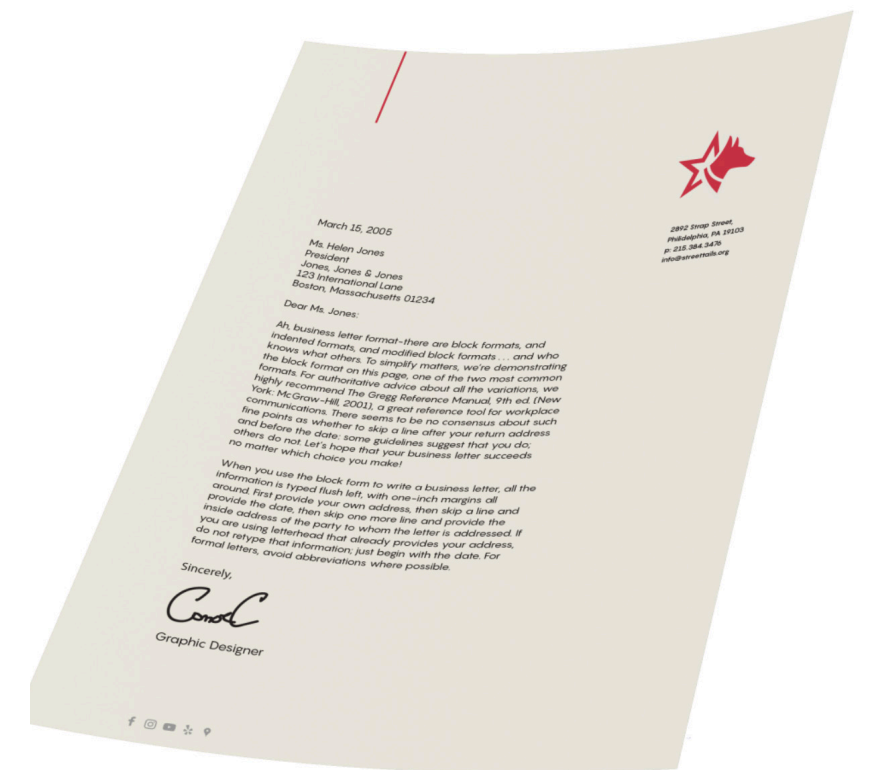 2892 Strap Street,
Philidelphia, PA 19103
p: 215.384.3476
info@streettails.org
March 15, 2005
Ms. Helen Jones
President
Jones, Jones & Jones
123 International Lane
Boston, Massachusetts 01234
Dear Ms. Jones:
Ah, business letter format-there are block formats, and
indented formats, and modified block formats . . . and who
knows what others. To simplify matters, we're demonstrating
the block format on this page, one of the two most common
formats. For authoritative advice about all the variations, we
highly recommend The Gregg Reference Manual, 9th ed. (New
York: McGraw-Hill, 2001), a great reference tool for workplace
communications. There seems to be no consensus about such
fine points as whether to skip a line after your return address
and before the date: some guidelines suggest that you do;
others do not. Let's hope that your business letter succeeds
no matter which choice you make!
When you use the block form to write a business letter, all the
information is typed flush left, with one-inch margins all
around. First provide your own address, then skip a line and
provide the date, then skip one more line and provide the
inside address of the party to whom the letter is addressed. If
you are using letterhead that already provides your address,
do not retype that information; just begin with the date. For
formal letters, avoid abbreviations where possible.
Sincerely,
Graphic Designer